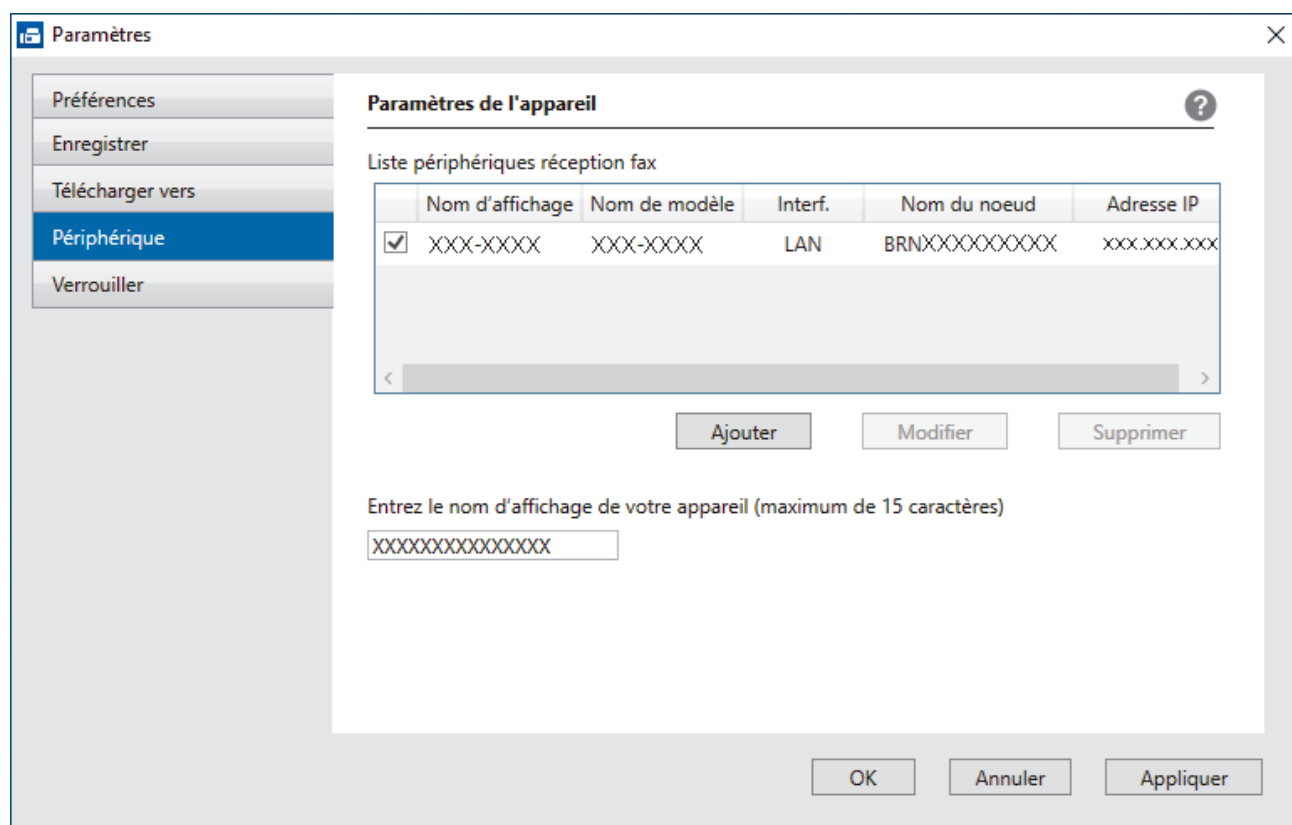 Paramètres
Préférences
Enregistrer
Télécharger vers
Périphérique
Verrouiller
Paramètres de l'appareil
?
Liste périphériques réception fax
Nom d'affichage Nom de modèle Interf. Nom du noeud Adresse IP
XXX-XXXX XXX-XXXX LAN BRNXXXXXXXXXX XXX.XXX.XXX
Ajouter Modifier Supprimer
Entrez le nom d'affichage de votre appareil (maximum de 15 caractères)
XXXXXXXXXXXXXXX
OK Annuler Appliquer